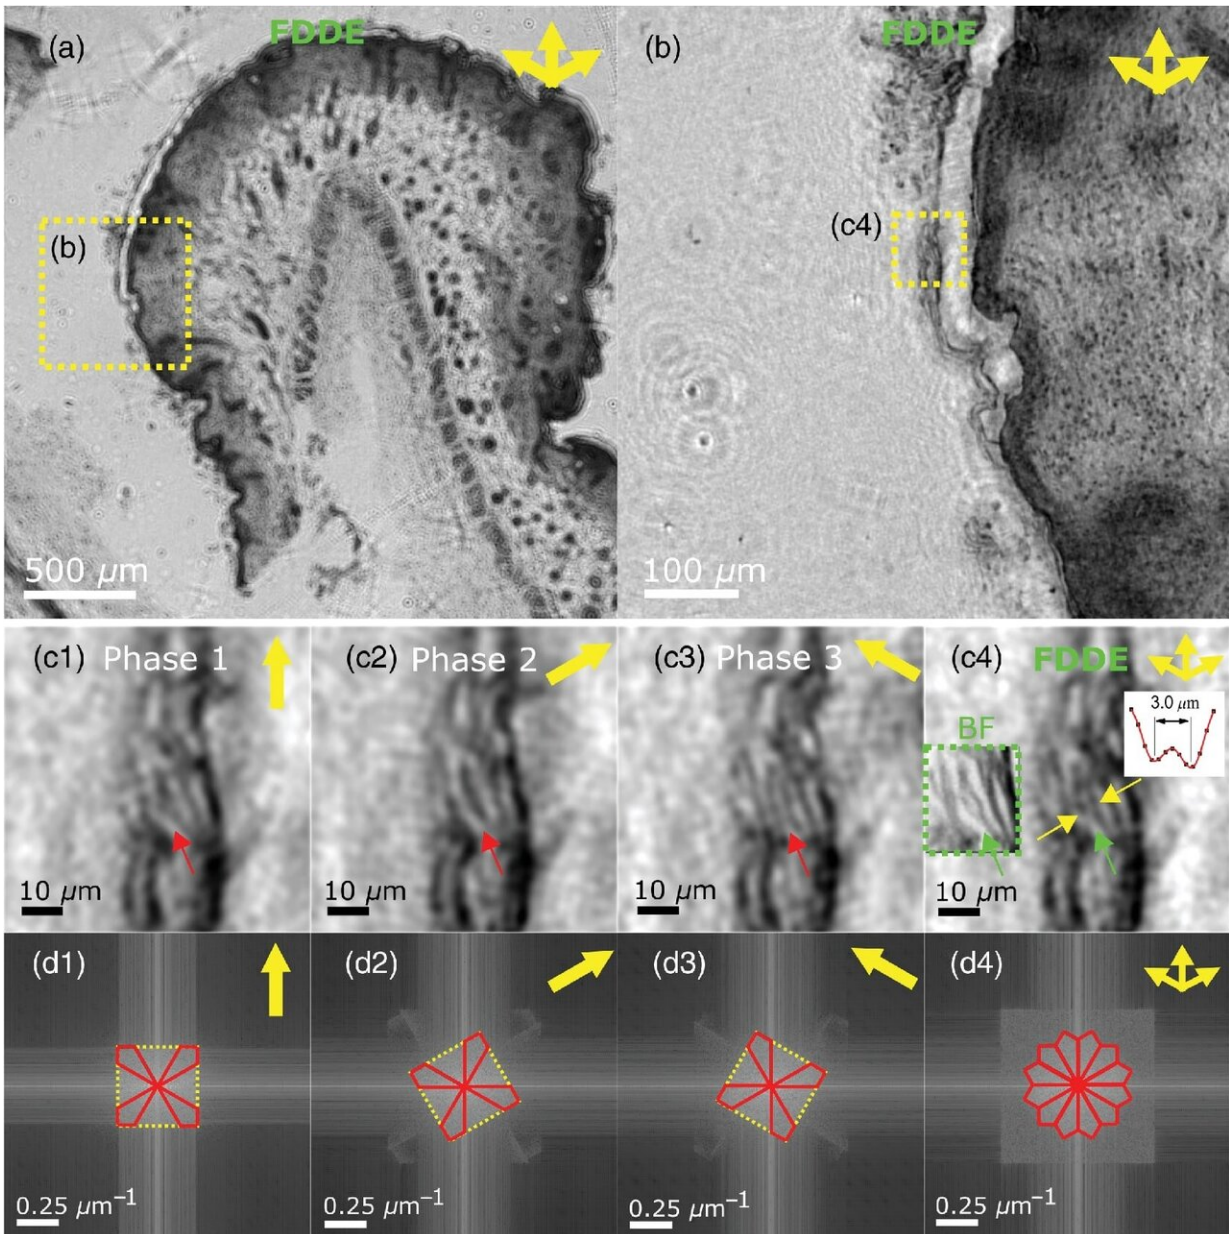 (a)
FDDE
(b)
500 µm
(b)
FDDE
(c4)
100 µm
(c1) Phase 1
10 µm
(c2) Phase 2
10 µm
(c3) Phase 3
10 µm
(c4) FDDE
3.0 µm
BF
10 µm
(d1)
0.25 µm⁻¹
(d2)
0.25 µm⁻¹
(d3)
0.25 µm⁻¹
(d4)
0.25 µm⁻¹